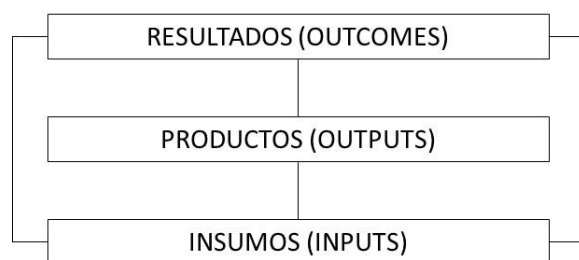 RESULTADOS (OUTCOMES)
PRODUCTOS (OUTPUTS)
INSUMOS (INPUTS)